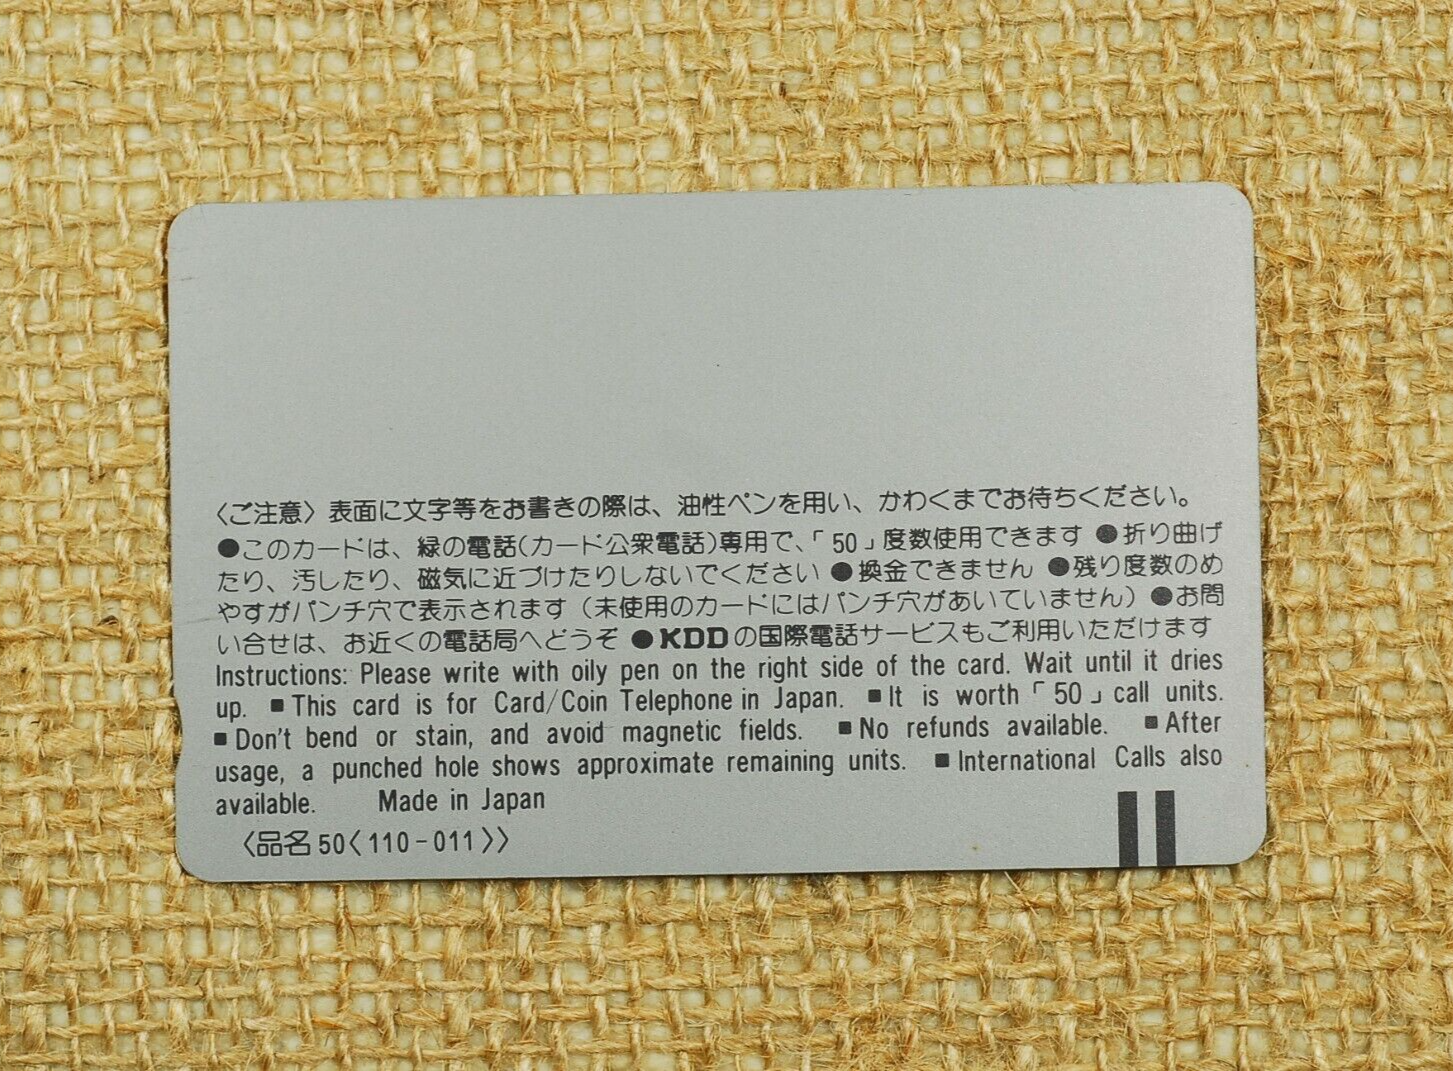 〈ご注意〉表面に文字等をお書きの際は、油性ペンを用い、かわくまでお待ちください。
●このカードは、緑の電話(カード公衆電話)専用で、「50」度数使用できます ●折り曲げ
たり、汚したり、磁気に近づけたりしないでください ●換金できません ●残り度数のめ
やすがパンチ穴で表示されます(未使用のカードにはパンチ穴があいていません) ●お問
い合せは、お近くの電話局へどうぞ ●KDDの国際電話サービスもご利用いただけます
Instructions: Please write with oily pen on the right side of the card. Wait until it dries
up. ■This card is for Card/Coin Telephone in Japan. ■It is worth「50」call units.
■Don't bend or stain, and avoid magnetic fields. ■No refunds available. ■After
usage, a punched hole shows approximate remaining units. ■International Calls also
available. Made in Japan
〈品名50〈110-011〉〉